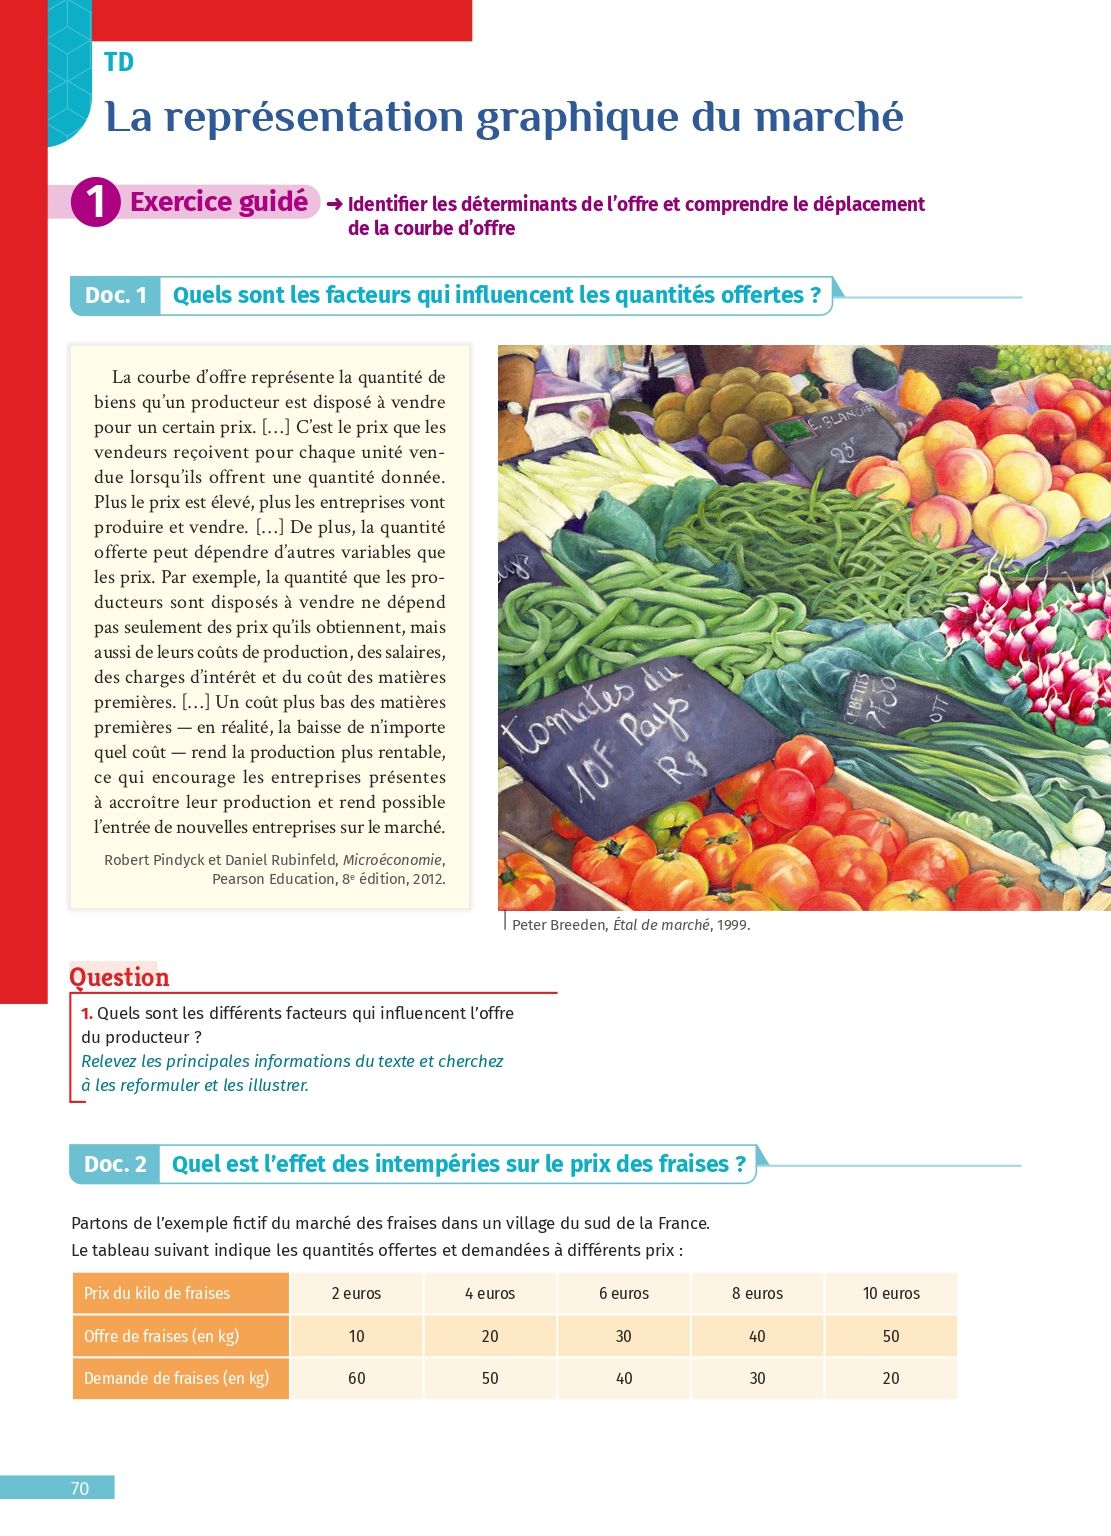 TD
La représentation graphique du marché
1 Exercice guidé ➜ Identifier les déterminants de l’offre et comprendre le déplacement
de la courbe d’offre
Doc. 1 Quels sont les facteurs qui influencent les quantités offertes ?
La courbe d’offre représente la quantité de
biens qu’un producteur est disposé à vendre
pour un certain prix. […] C’est le prix que les
vendeurs reçoivent pour chaque unité ven-
due lorsqu’ils offrent une quantité donnée.
Plus le prix est élevé, plus les entreprises vont
produire et vendre. […] De plus, la quantité
offerte peut dépendre d’autres variables que
les prix. Par exemple, la quantité que les pro-
ducteurs sont disposés à vendre ne dépend
pas seulement des prix qu’ils obtiennent, mais
aussi de leurs coûts de production, des salaires,
des charges d’intérêt et du coût des matières
premières. […] Un coût plus bas des matières
premières — en réalité, la baisse de n’importe
quel coût — rend la production plus rentable,
ce qui encourage les entreprises présentes
à accroître leur production et rend possible
l’entrée de nouvelles entreprises sur le marché.
Robert Pindyck et Daniel Rubinfeld, Microéconomie,
Pearson Education, 8e édition, 2012.
E. BLANCHE
23F
tomates du
Pays
10F Kg
CEBETTES
7F50
Peter Breeden, Étal de marché, 1999.
Question
1. Quels sont les différents facteurs qui influencent l’offre
du producteur ?
Relevez les principales informations du texte et cherchez
à les reformuler et les illustrer.
Doc. 2 Quel est l’effet des intempéries sur le prix des fraises ?
Partons de l’exemple fictif du marché des fraises dans un village du sud de la France.
Le tableau suivant indique les quantités offertes et demandées à différents prix :
Prix du kilo de fraises 2 euros 4 euros 6 euros 8 euros 10 euros
Offre de fraises (en kg) 10 20 30 40 50
Demande de fraises (en kg) 60 50 40 30 20
70